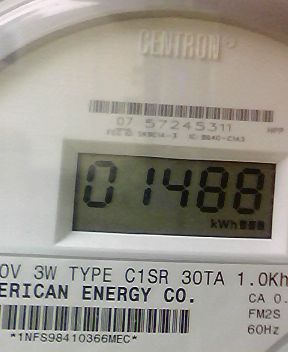 CENTRON®
07 57245311
HPP
01488
kWh
0V 3W TYPE C1SR 30TA 1.0Kh
ERICAN ENERGY CO.
CA 0.
FM2S
60Hz
*1NFS98410366MEC*